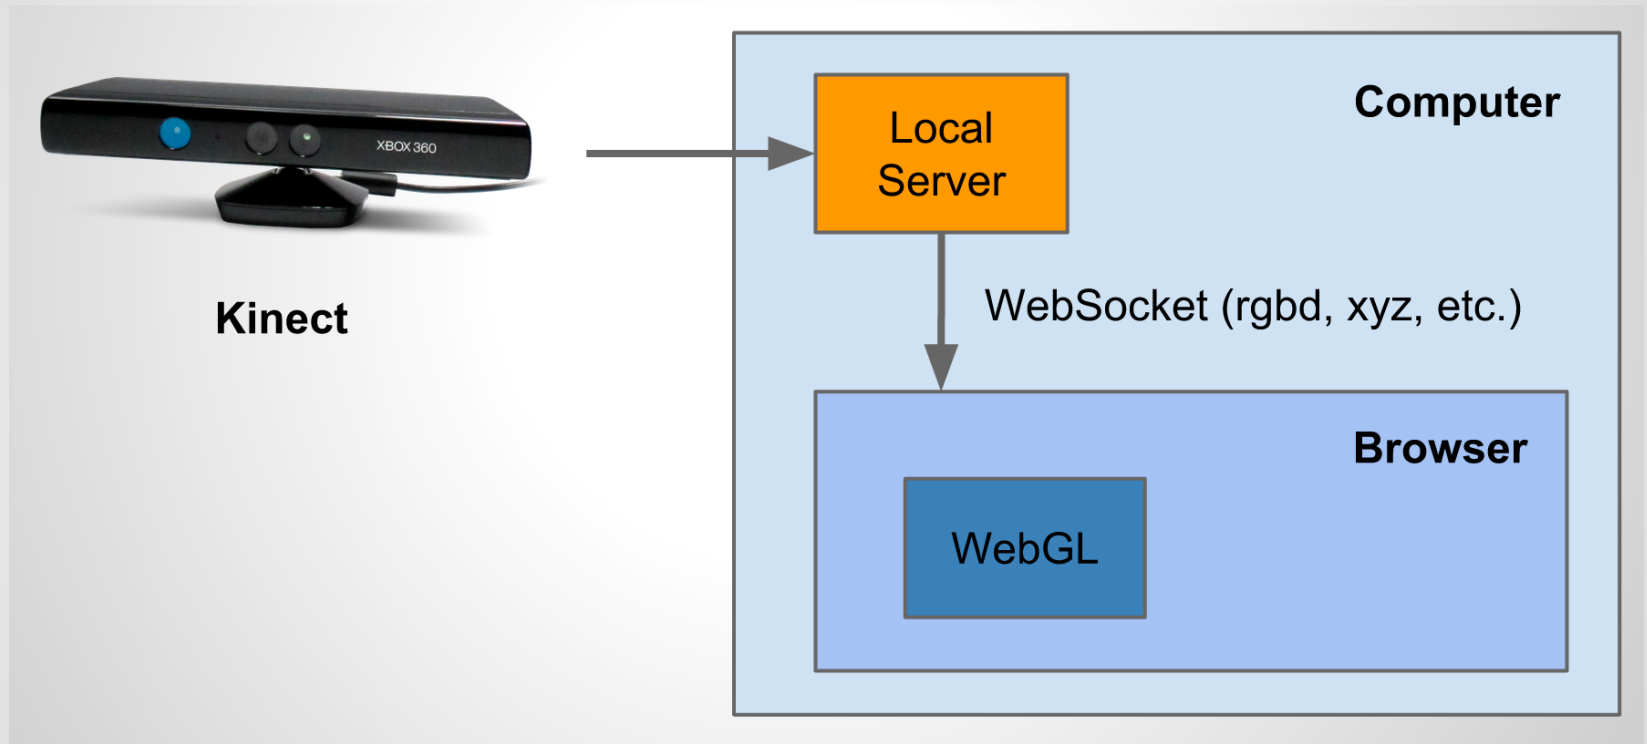 XBOX 360
Kinect
Computer
Local
Server
WebSocket (rgbd, xyz, etc.)
Browser
WebGL